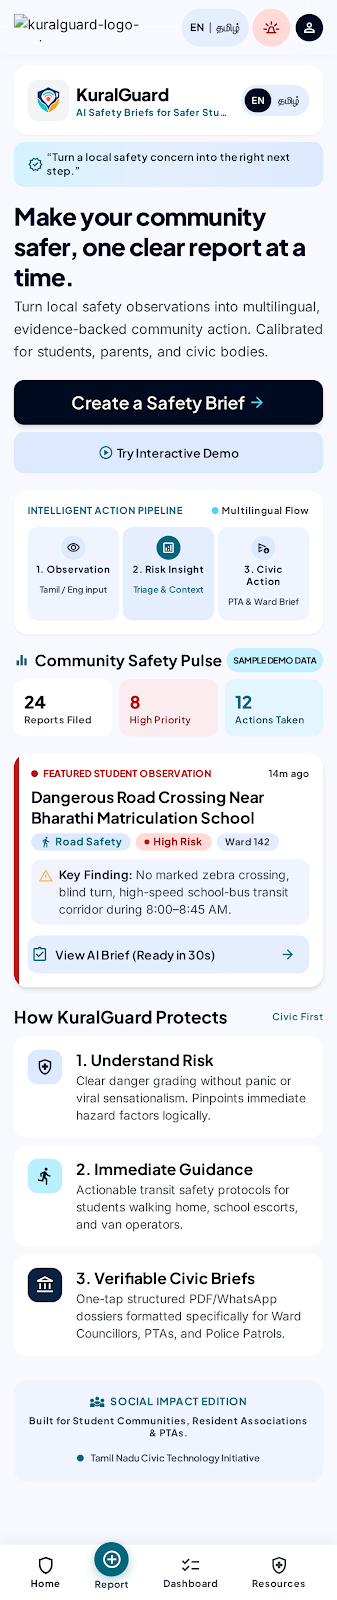 kuralguard-logo-
EN | தமிழ்
KuralGuard
AI Safety Briefs for Safer Stu...
EN தமிழ்
“Turn a local safety concern into the right next
step.”
Make your community
safer, one clear report at a
time.
Turn local safety observations into multilingual,
evidence-backed community action. Calibrated
for students, parents, and civic bodies.
Create a Safety Brief →
Try Interactive Demo
INTELLIGENT ACTION PIPELINE
Multilingual Flow
1. Observation
Tamil / Eng input
2. Risk Insight
Triage & Context
3. Civic
Action
PTA & Ward Brief
Community Safety Pulse
SAMPLE DEMO DATA
24
Reports Filed
8
High Priority
12
Actions Taken
FEATURED STUDENT OBSERVATION
14m ago
Dangerous Road Crossing Near
Bharathi Matriculation School
Road Safety
High Risk
Ward 142
Key Finding: No marked zebra crossing,
blind turn, high-speed school-bus transit
corridor during 8:00–8:45 AM.
View AI Brief (Ready in 30s) →
How KuralGuard Protects
Civic First
1. Understand Risk
Clear danger grading without panic or
viral sensationalism. Pinpoints immediate
hazard factors logically.
2. Immediate Guidance
Actionable transit safety protocols for
students walking home, school escorts,
and van operators.
3. Verifiable Civic Briefs
One-tap structured PDF/WhatsApp
dossiers formatted specifically for Ward
Councillors, PTAs, and Police Patrols.
SOCIAL IMPACT EDITION
Built for Student Communities, Resident Associations
& PTAs.
Tamil Nadu Civic Technology Initiative
Home
Report
Dashboard
Resources